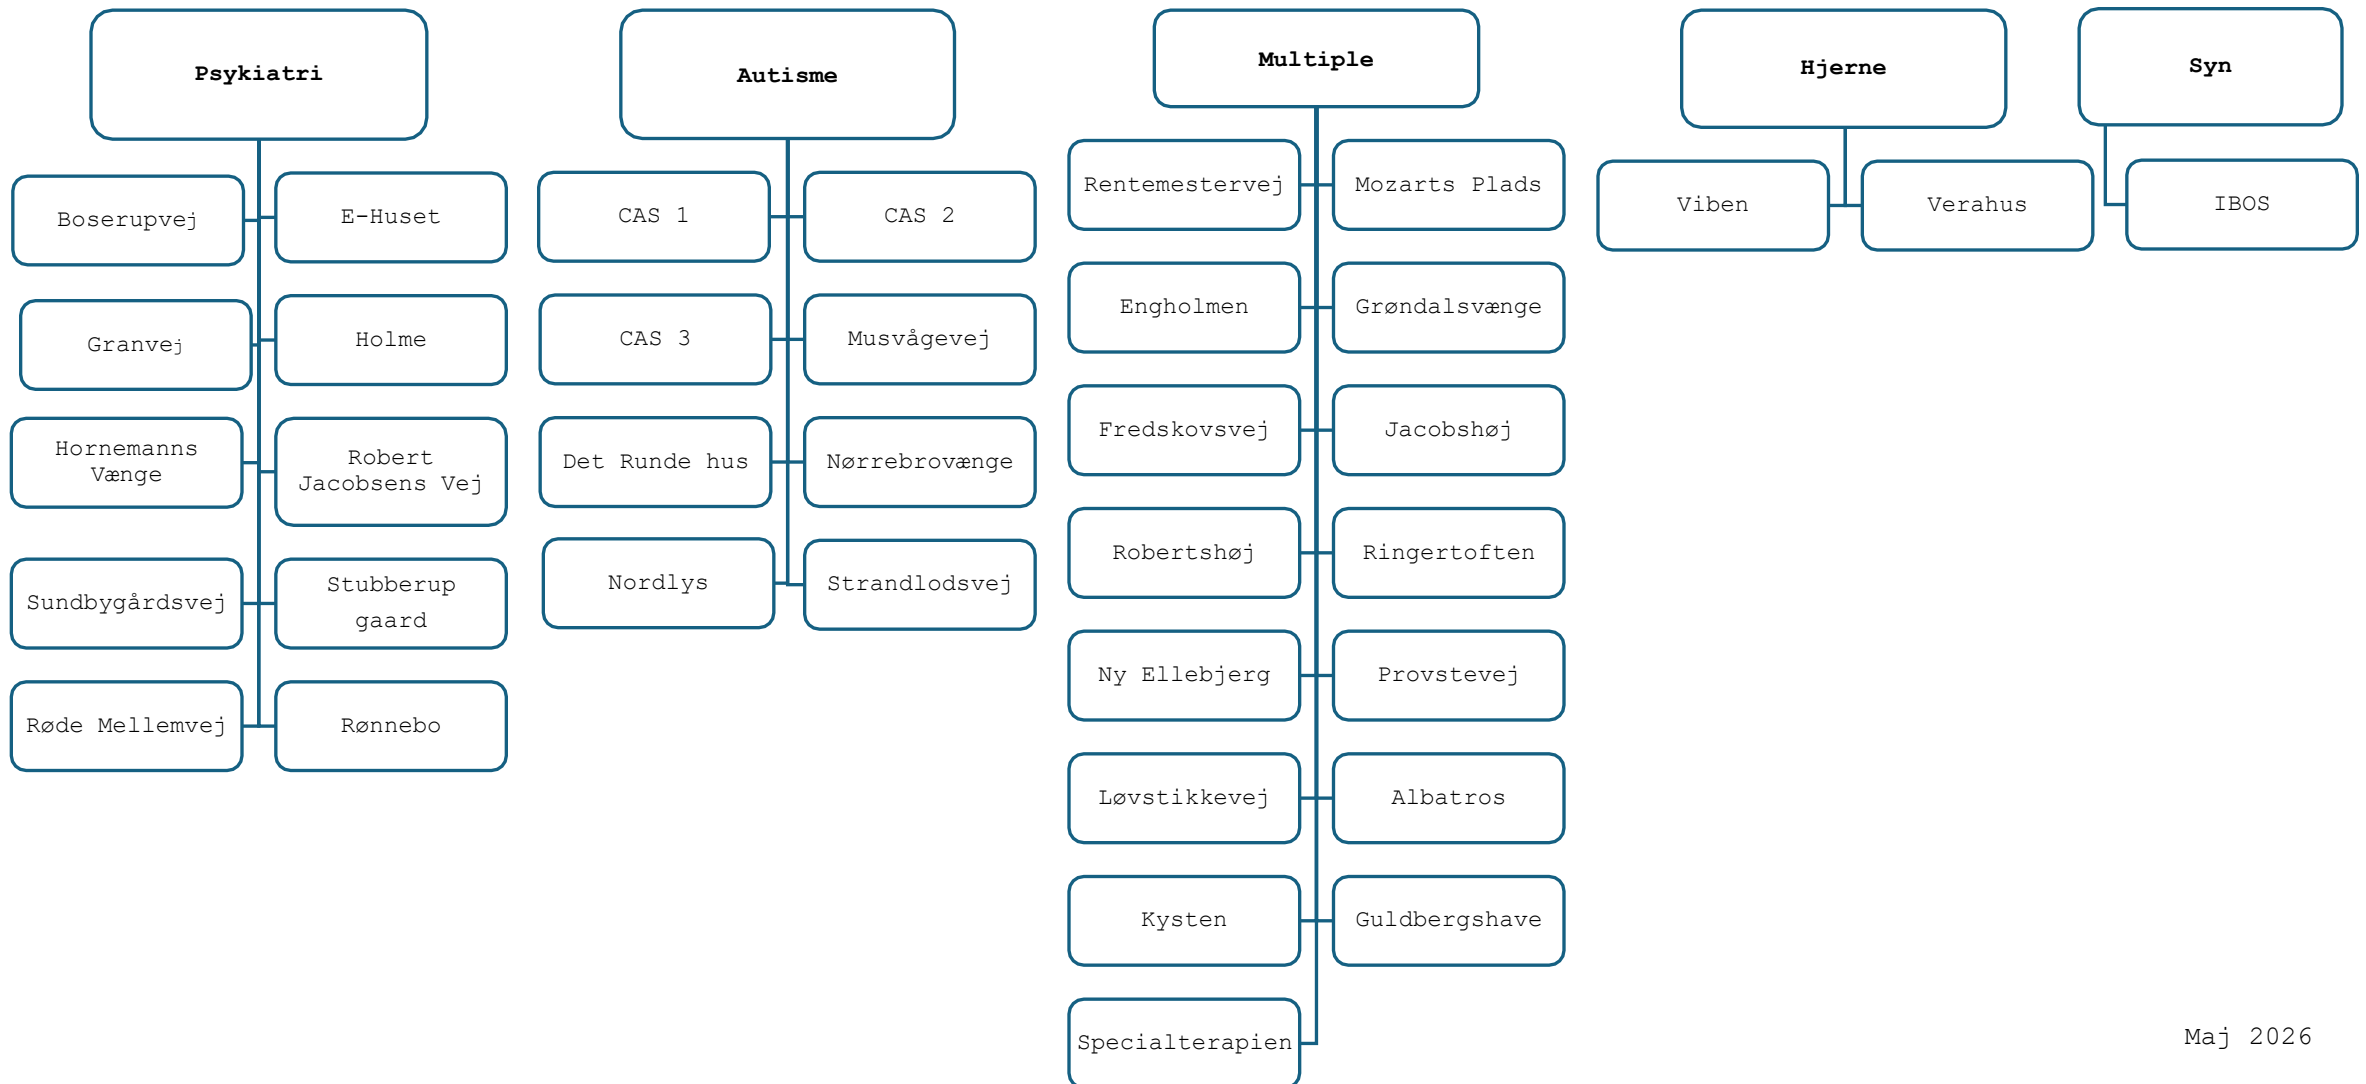 Psykiatri
Boserupvej
E-Huset
Granvej
Holme
Hornemanns
Vænge
Robert
Jacobsens Vej
Sundbygårdsvej
Stubberup
gaard
Røde Mellemvej
Rønnebo
Autisme
CAS 1
CAS 2
CAS 3
Musvågevej
Det Runde hus
Nørrebrovænge
Nordlys
Strandlodsvej
Multiple
Rentemestervej
Mozarts Plads
Engholmen
Grøndalsvænge
Fredskovsvej
Jacobshøj
Robertshøj
Ringertoften
Ny Ellebjerg
Provstevej
Løvstikkevej
Albatros
Kysten
Guldbergshave
Specialterapien
Hjerne
Viben
Verahus
Syn
IBOS
Maj 2026